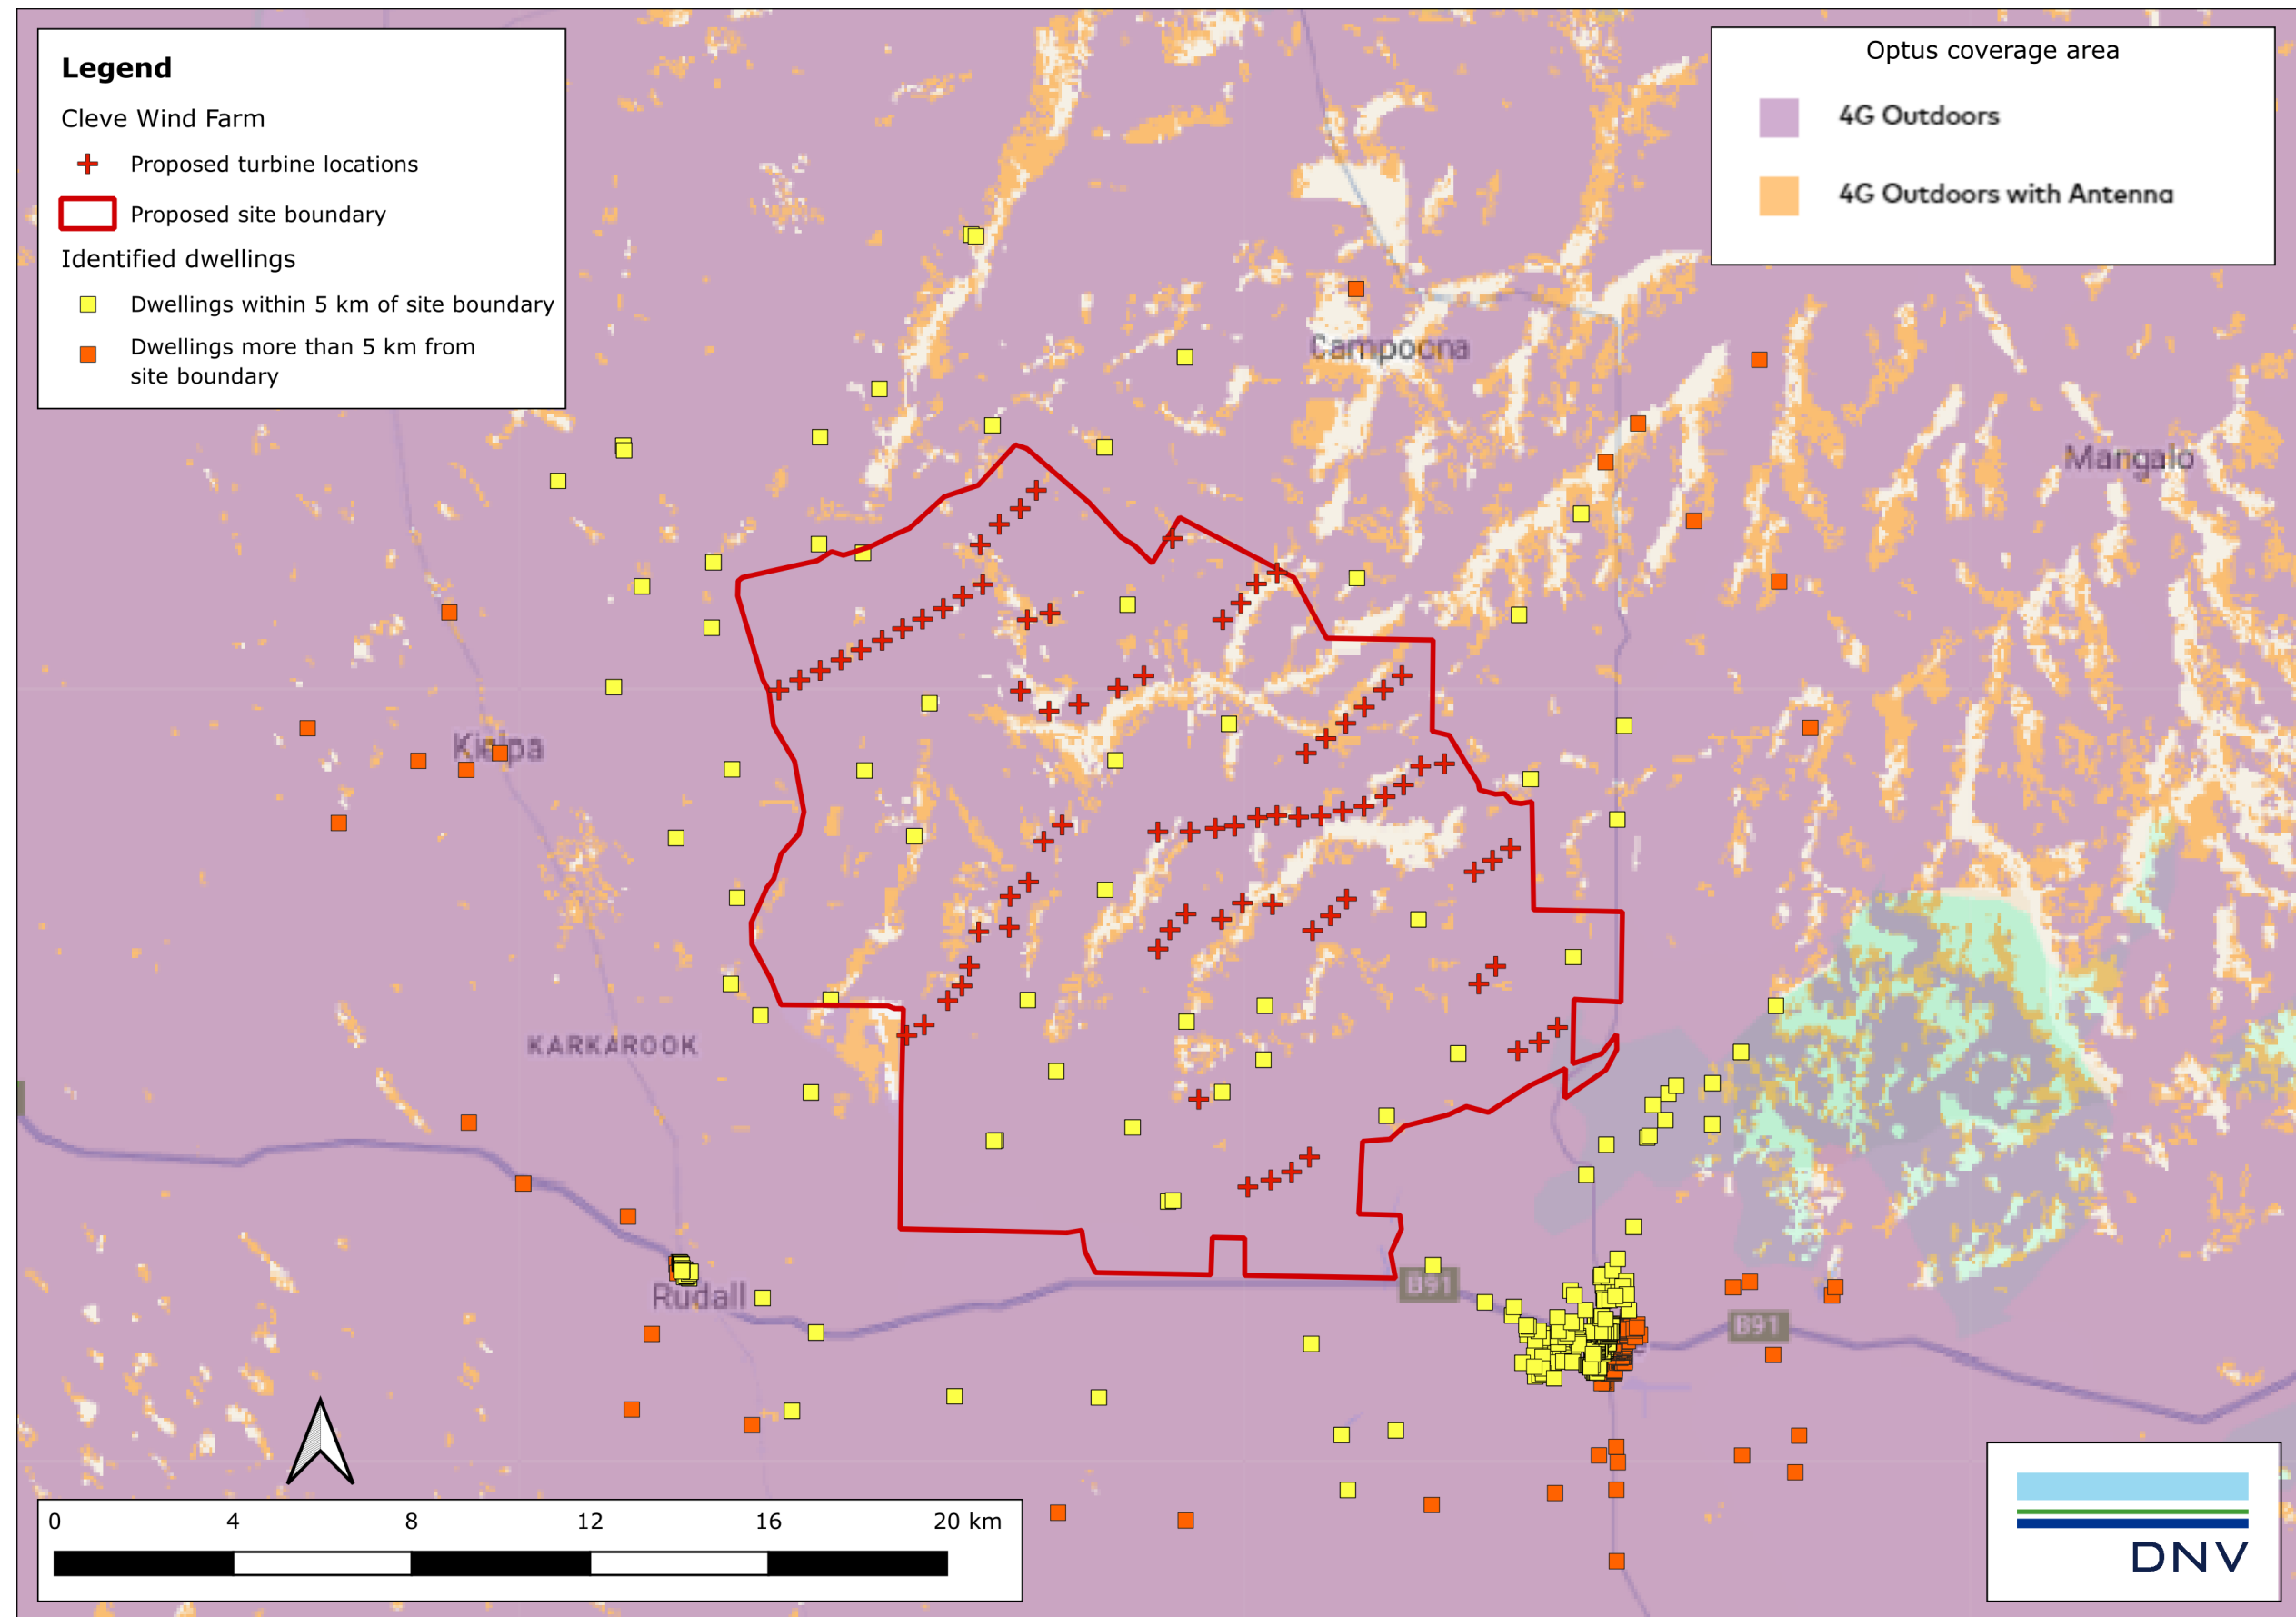 Legend
Cleve Wind Farm
Proposed turbine locations
Proposed site boundary
Identified dwellings
Dwellings within 5 km of site boundary
Dwellings more than 5 km from
site boundary
Optus coverage area
4G Outdoors
4G Outdoors with Antenna
Campoona
Mangalo
Kielpa
KARKAROOK
Rudall
B91
B91
0 4 8 12 16 20 km
DNV